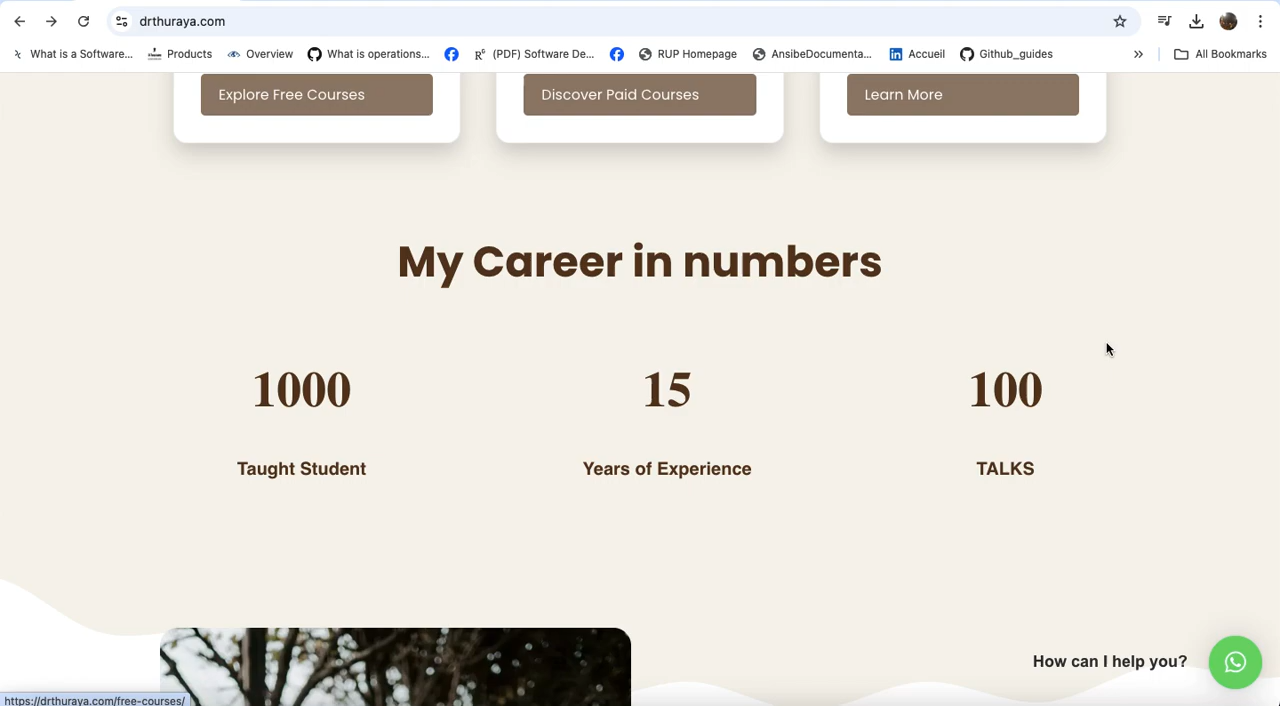 drthuraya.com
What is a Software...
Products
Overview
What is operations...
(PDF) Software De...
RUP Homepage
AnsibeDocumenta...
Accueil
Github_guides
All Bookmarks
Explore Free Courses
Discover Paid Courses
Learn More
My Career in numbers
1000
15
100
Taught Student
Years of Experience
TALKS
How can I help you?
https://drthuraya.com/free-courses/